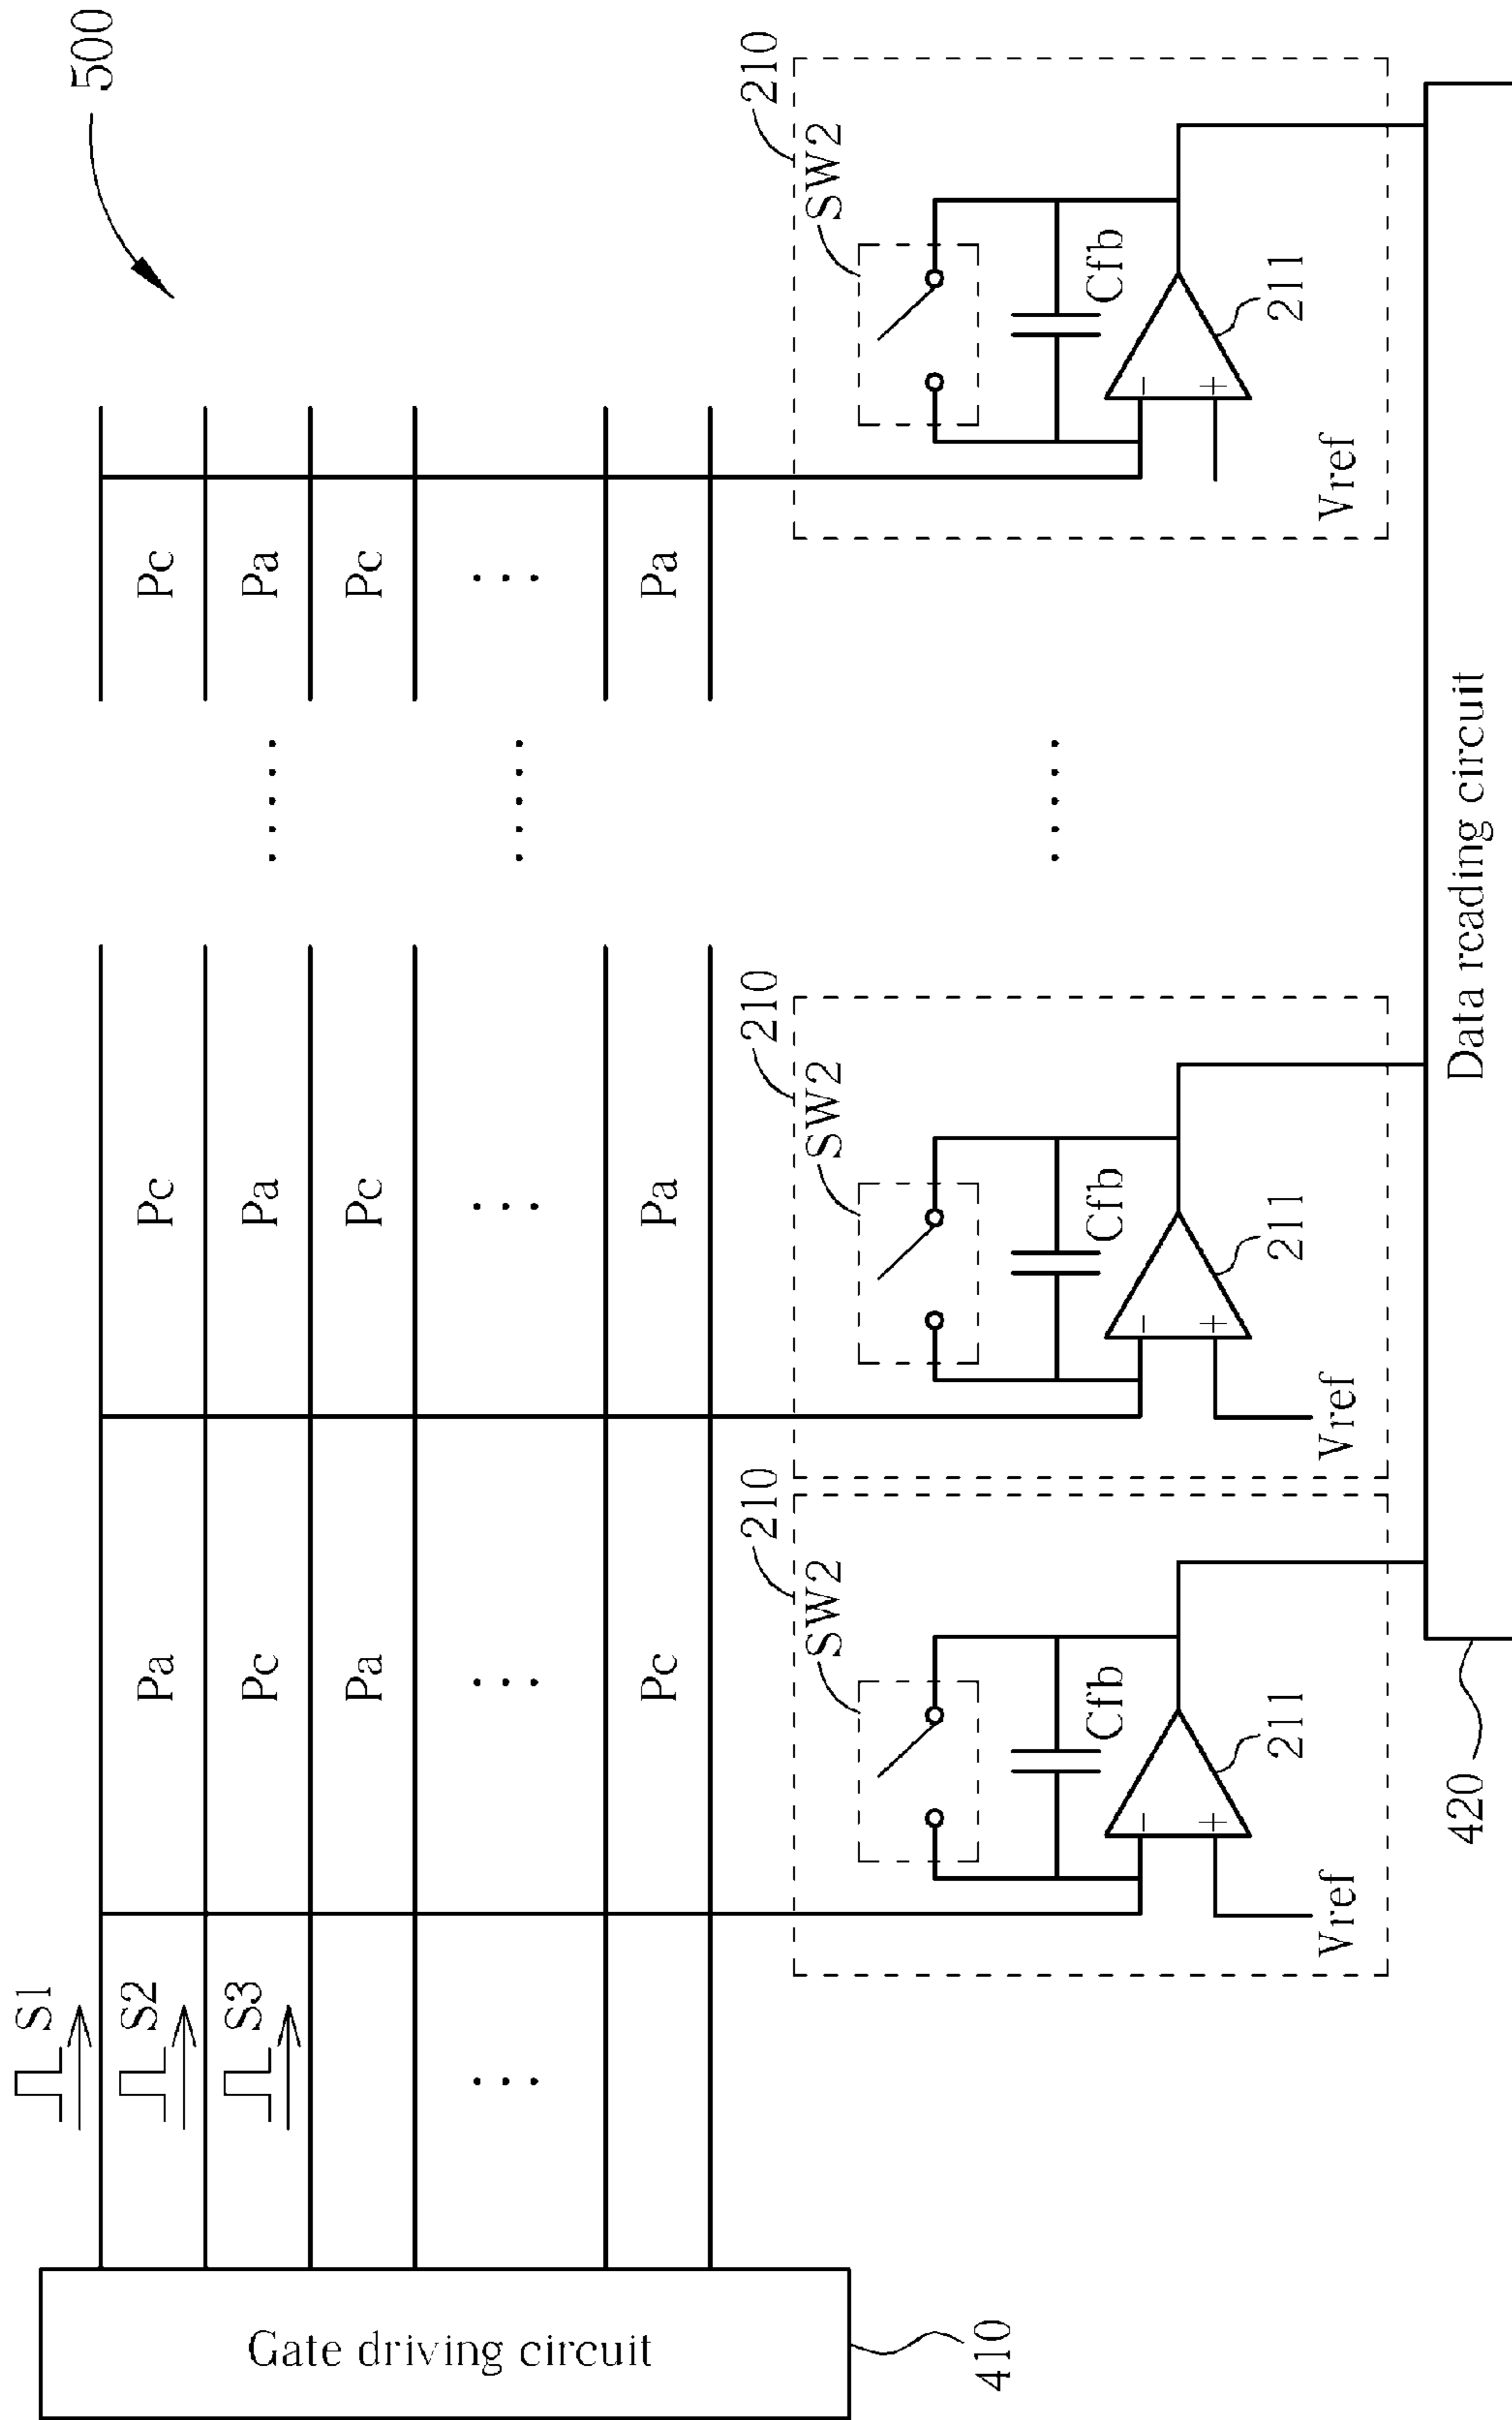 500
S1
S2
S3
Pa
Pc
Pc
Pc
Pa
Pa
Pa
Pc
Pc
...
...
...
...
Pc
Pa
Pa
Gate driving circuit
410
210
210
210
SW2
SW2
SW2
Cfb
Cfb
Cfb
−
−
−
+
+
+
211
211
211
Vref
Vref
Vref
Data reading circuit
420